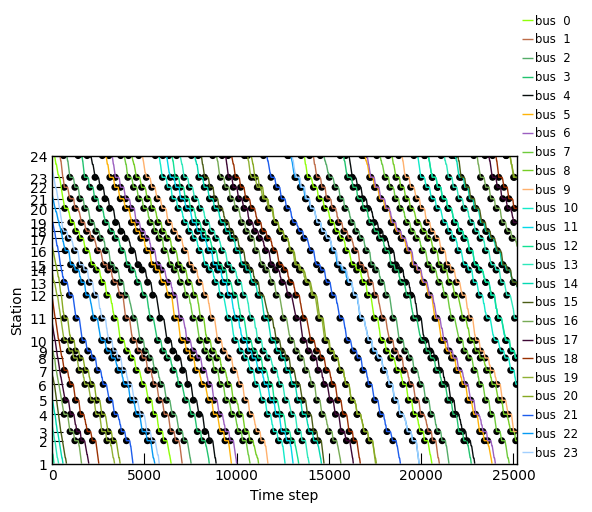 bus 0
bus 1
bus 2
bus 3
bus 4
bus 5
bus 6
bus 7
bus 8
bus 9
bus 10
bus 11
bus 12
bus 13
bus 14
bus 15
bus 16
bus 17
bus 18
bus 19
bus 20
bus 21
bus 22
bus 23
24
23
22
21
20
19
18
17
16
15
14
13
12
11
10
9
8
7
6
5
4
3
2
1
Station
0 5000 10000 15000 20000 25000
Time step